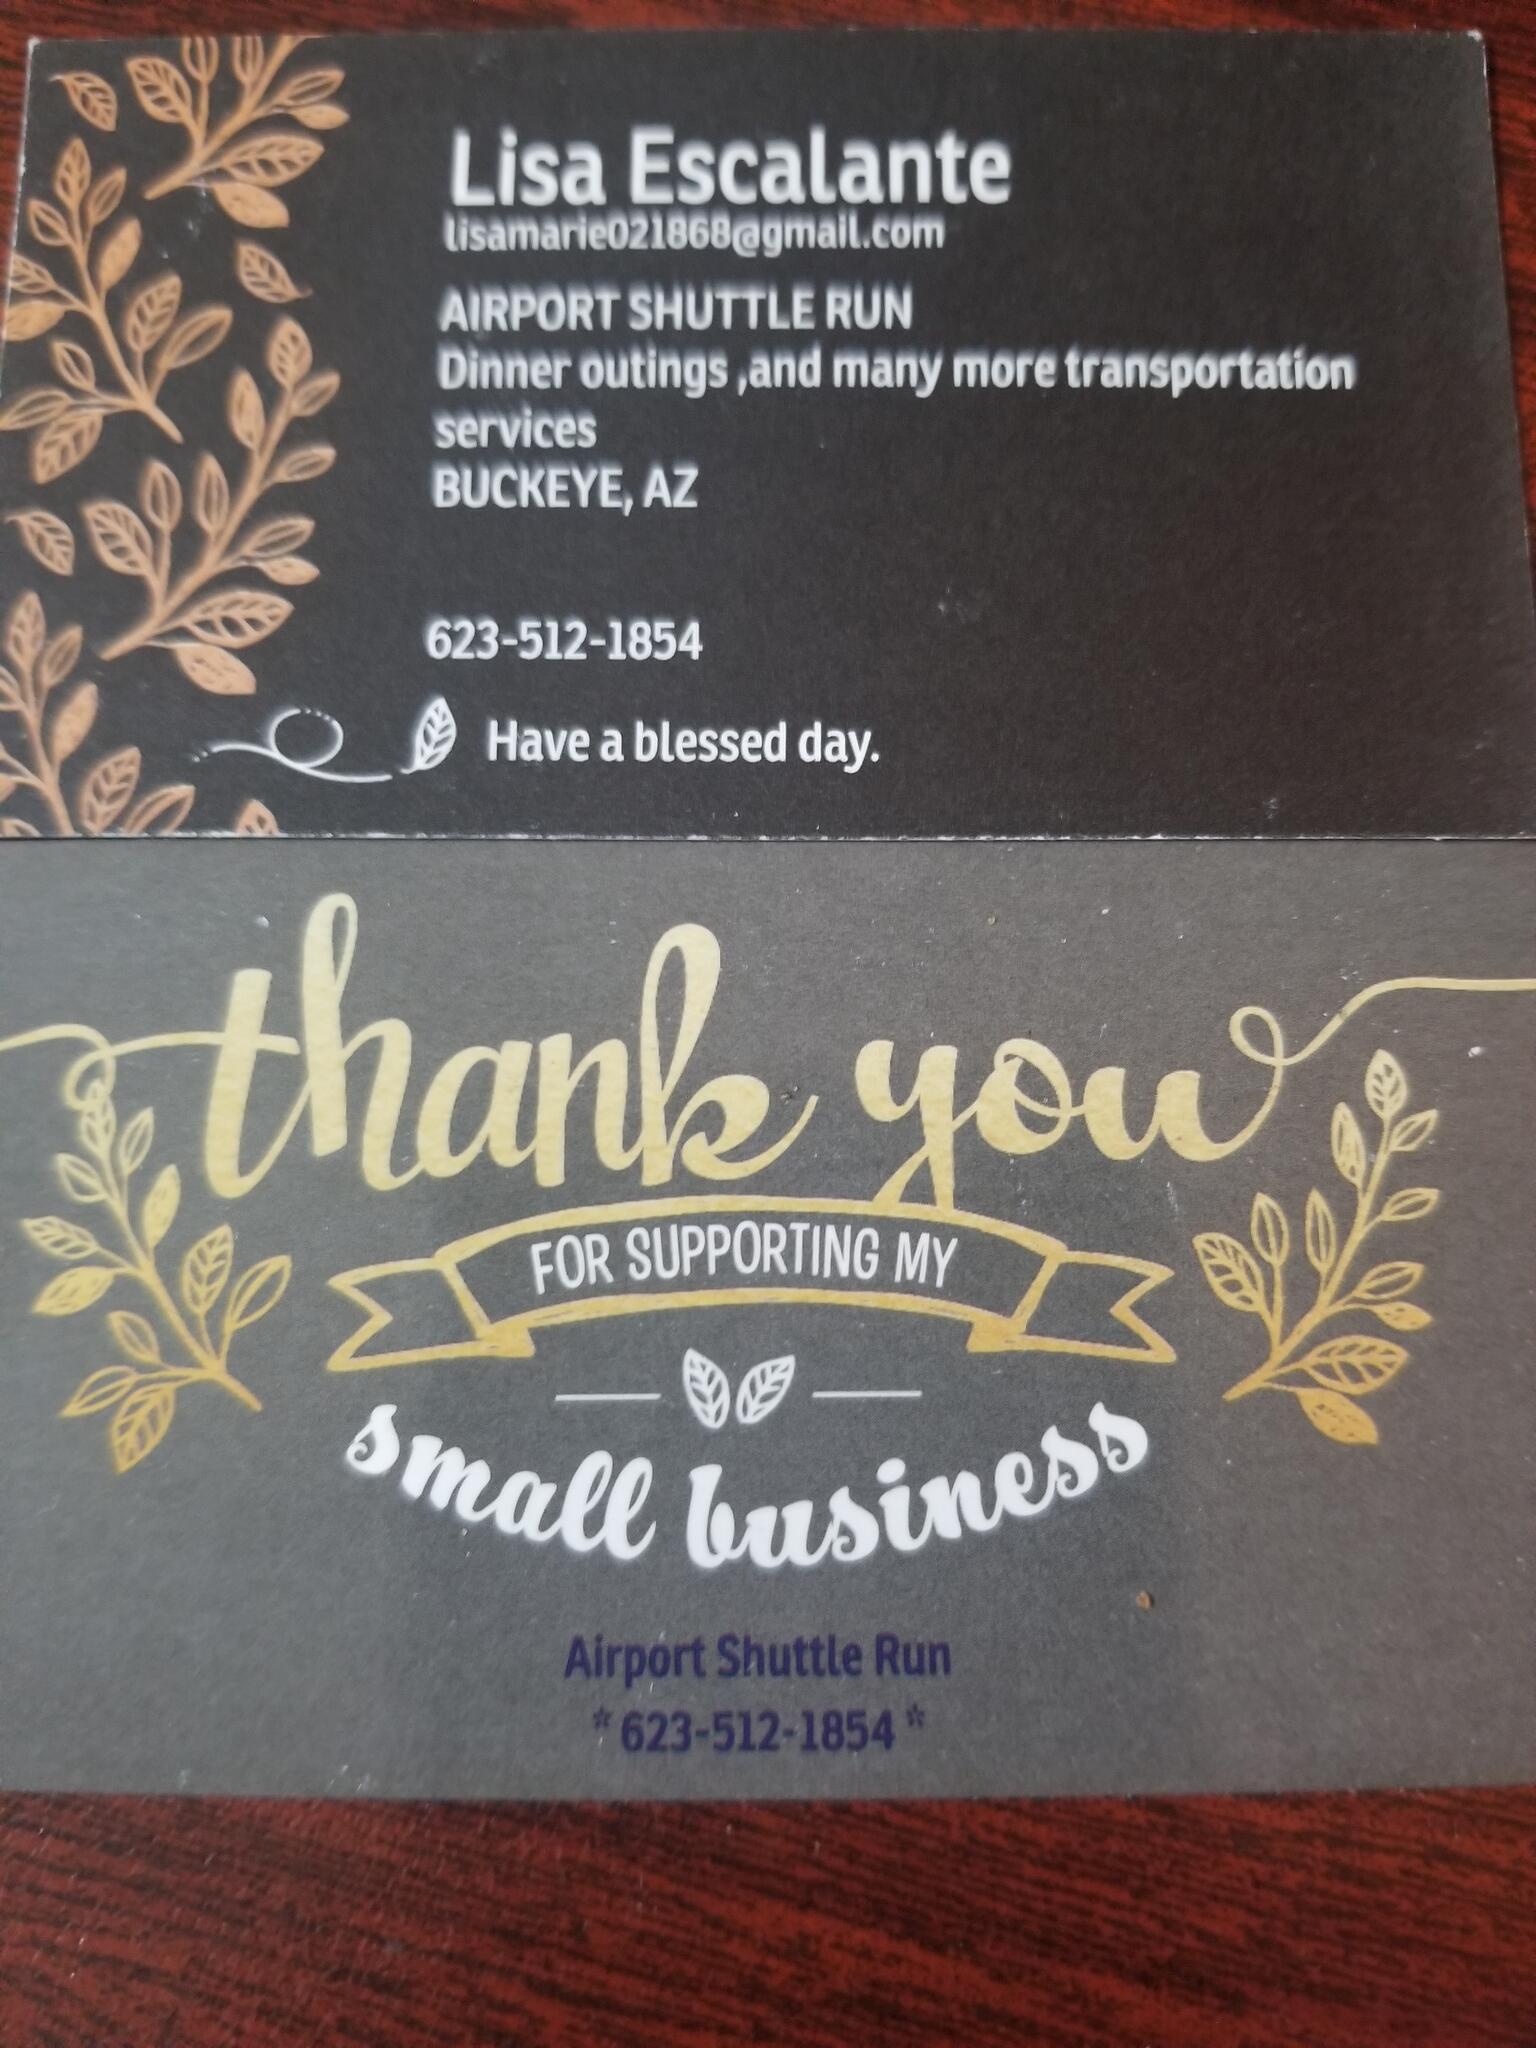 Lisa Escalante
lisamarie021868@gmail.com
AIRPORT SHUTTLE RUN
Dinner outings ,and many more transportation
services
BUCKEYE, AZ
623-512-1854
Have a blessed day.
thank you
FOR SUPPORTING MY
small business
Airport Shuttle Run
* 623-512-1854 *